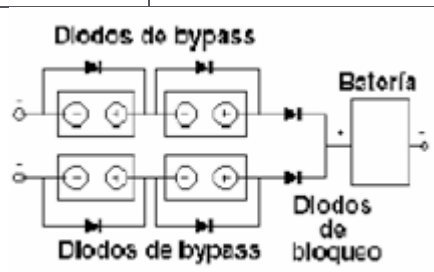 Diodos de bypass
Batería
- + - +
+ -
- + - +
Diodos
de
bloqueo
Diodos de bypass